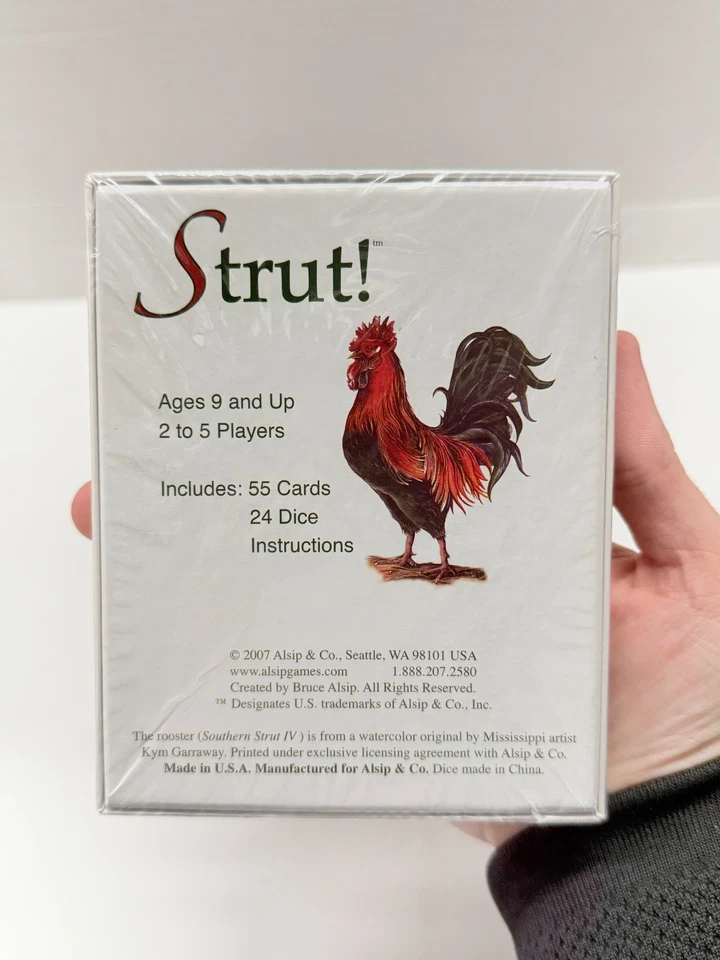 Strut!™
Ages 9 and Up
2 to 5 Players
Includes: 55 Cards
24 Dice
Instructions
© 2007 Alsip & Co., Seattle, WA 98101 USA
www.alsipgames.com 1.888.207.2580
Created by Bruce Alsip. All Rights Reserved.
™ Designates U.S. trademarks of Alsip & Co., Inc.
The rooster (Southern Strut IV ) is from a watercolor original by Mississippi artist
Kym Garraway. Printed under exclusive licensing agreement with Alsip & Co.
Made in U.S.A. Manufactured for Alsip & Co. Dice made in China.